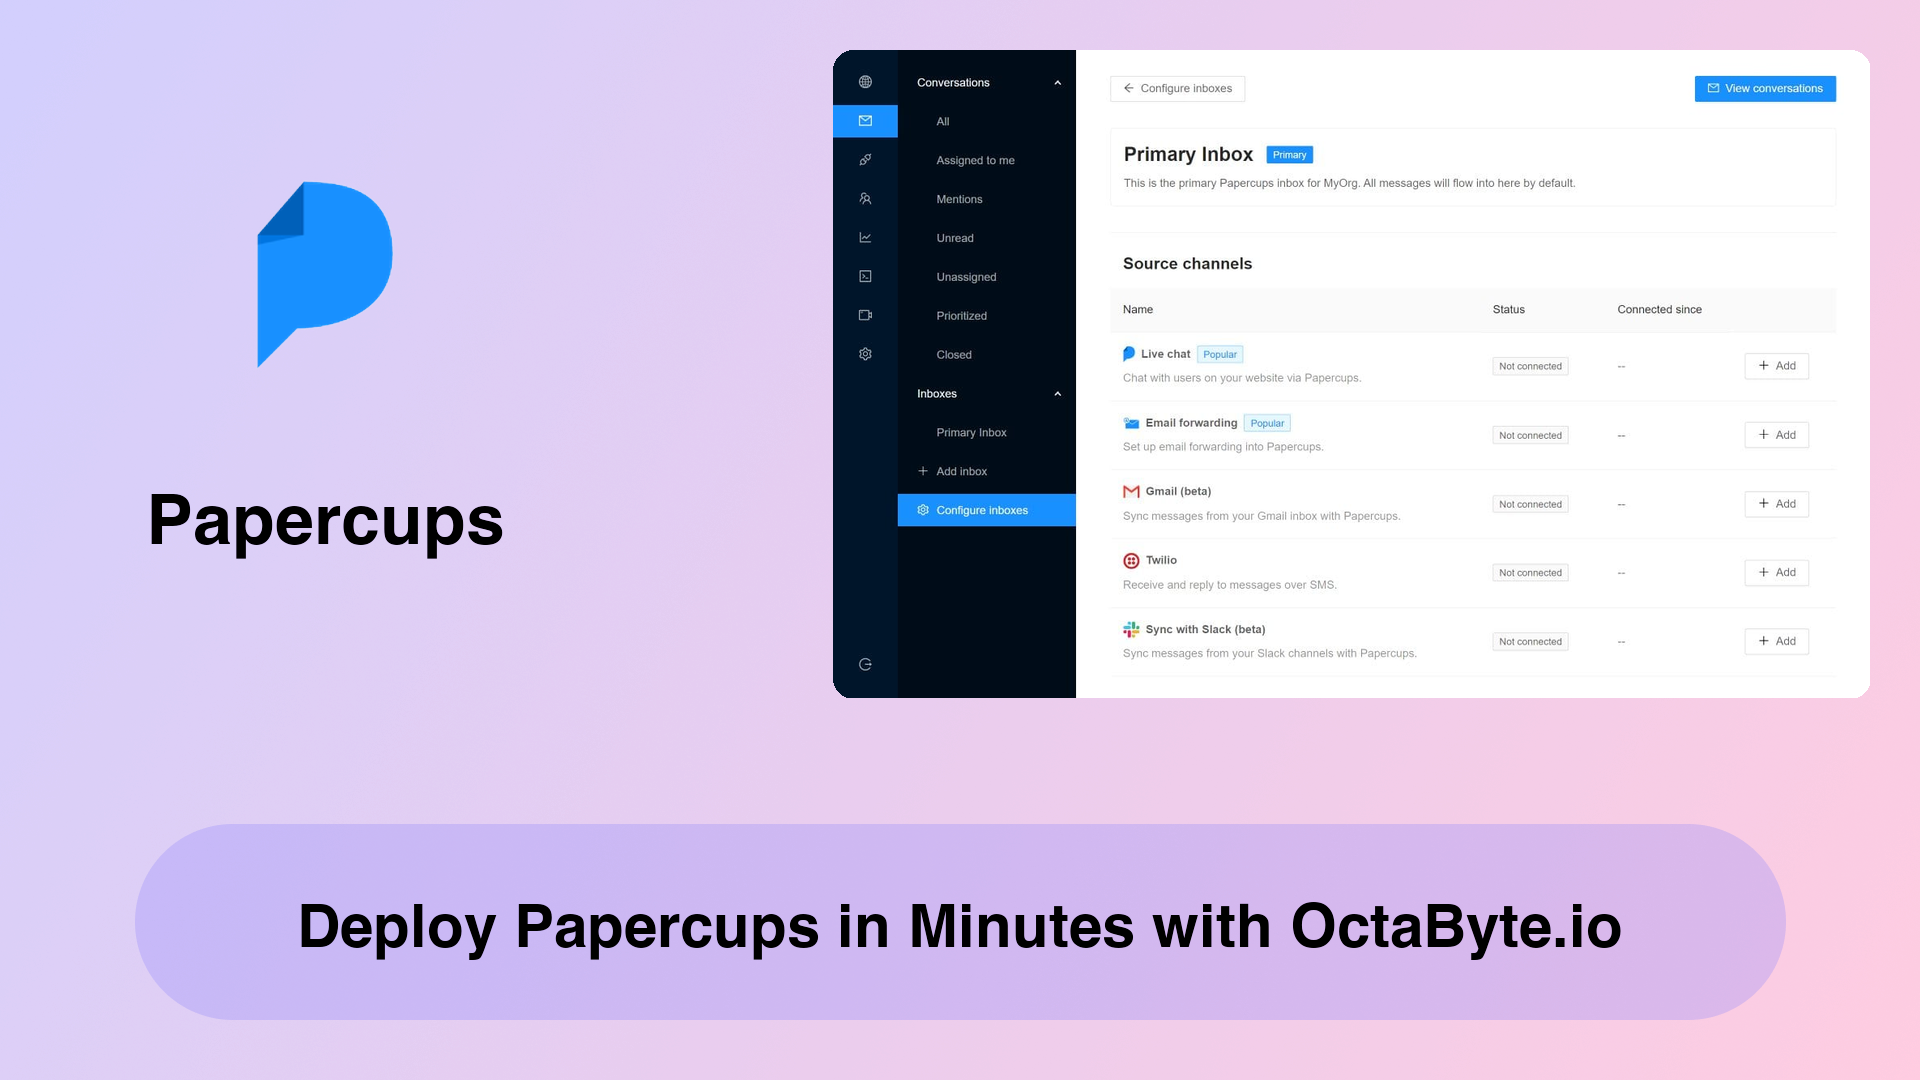 Papercups
Conversations
All
Assigned to me
Mentions
Unread
Unassigned
Prioritized
Closed
Inboxes
Primary Inbox
Add inbox
Configure inboxes
Configure inboxes
View conversations
Primary Inbox Primary
This is the primary Papercups inbox for MyOrg. All messages will flow into here by default.
Source channels
Name Status Connected since
Live chat Popular
Chat with users on your website via Papercups.
Not connected -- + Add
Email forwarding Popular
Set up email forwarding into Papercups.
Not connected -- + Add
Gmail (beta)
Sync messages from your Gmail inbox with Papercups.
Not connected -- + Add
Twilio
Receive and reply to messages over SMS.
Not connected -- + Add
Sync with Slack (beta)
Sync messages from your Slack channels with Papercups.
Not connected -- + Add
Deploy Papercups in Minutes with OctaByte.io